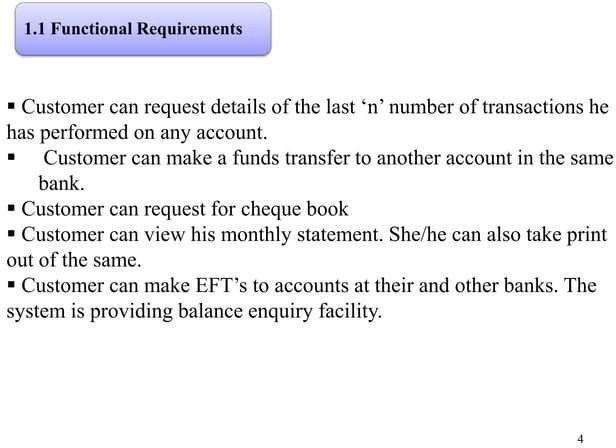 1.1 Functional Requirements
▪ Customer can request details of the last ‘n’ number of transactions he
has performed on any account.
▪ Customer can make a funds transfer to another account in the same
bank.
▪ Customer can request for cheque book
▪ Customer can view his monthly statement. She/he can also take print
out of the same.
▪ Customer can make EFT’s to accounts at their and other banks. The
system is providing balance enquiry facility.
4